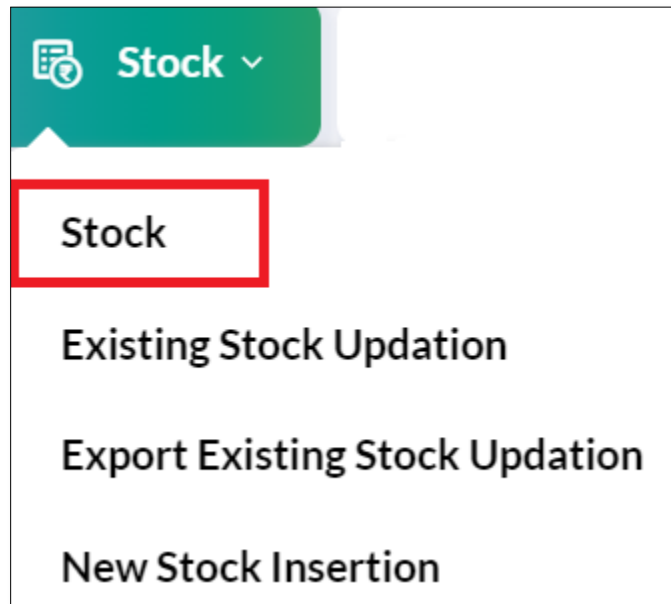 Stock
Stock
Existing Stock Updation
Export Existing Stock Updation
New Stock Insertion